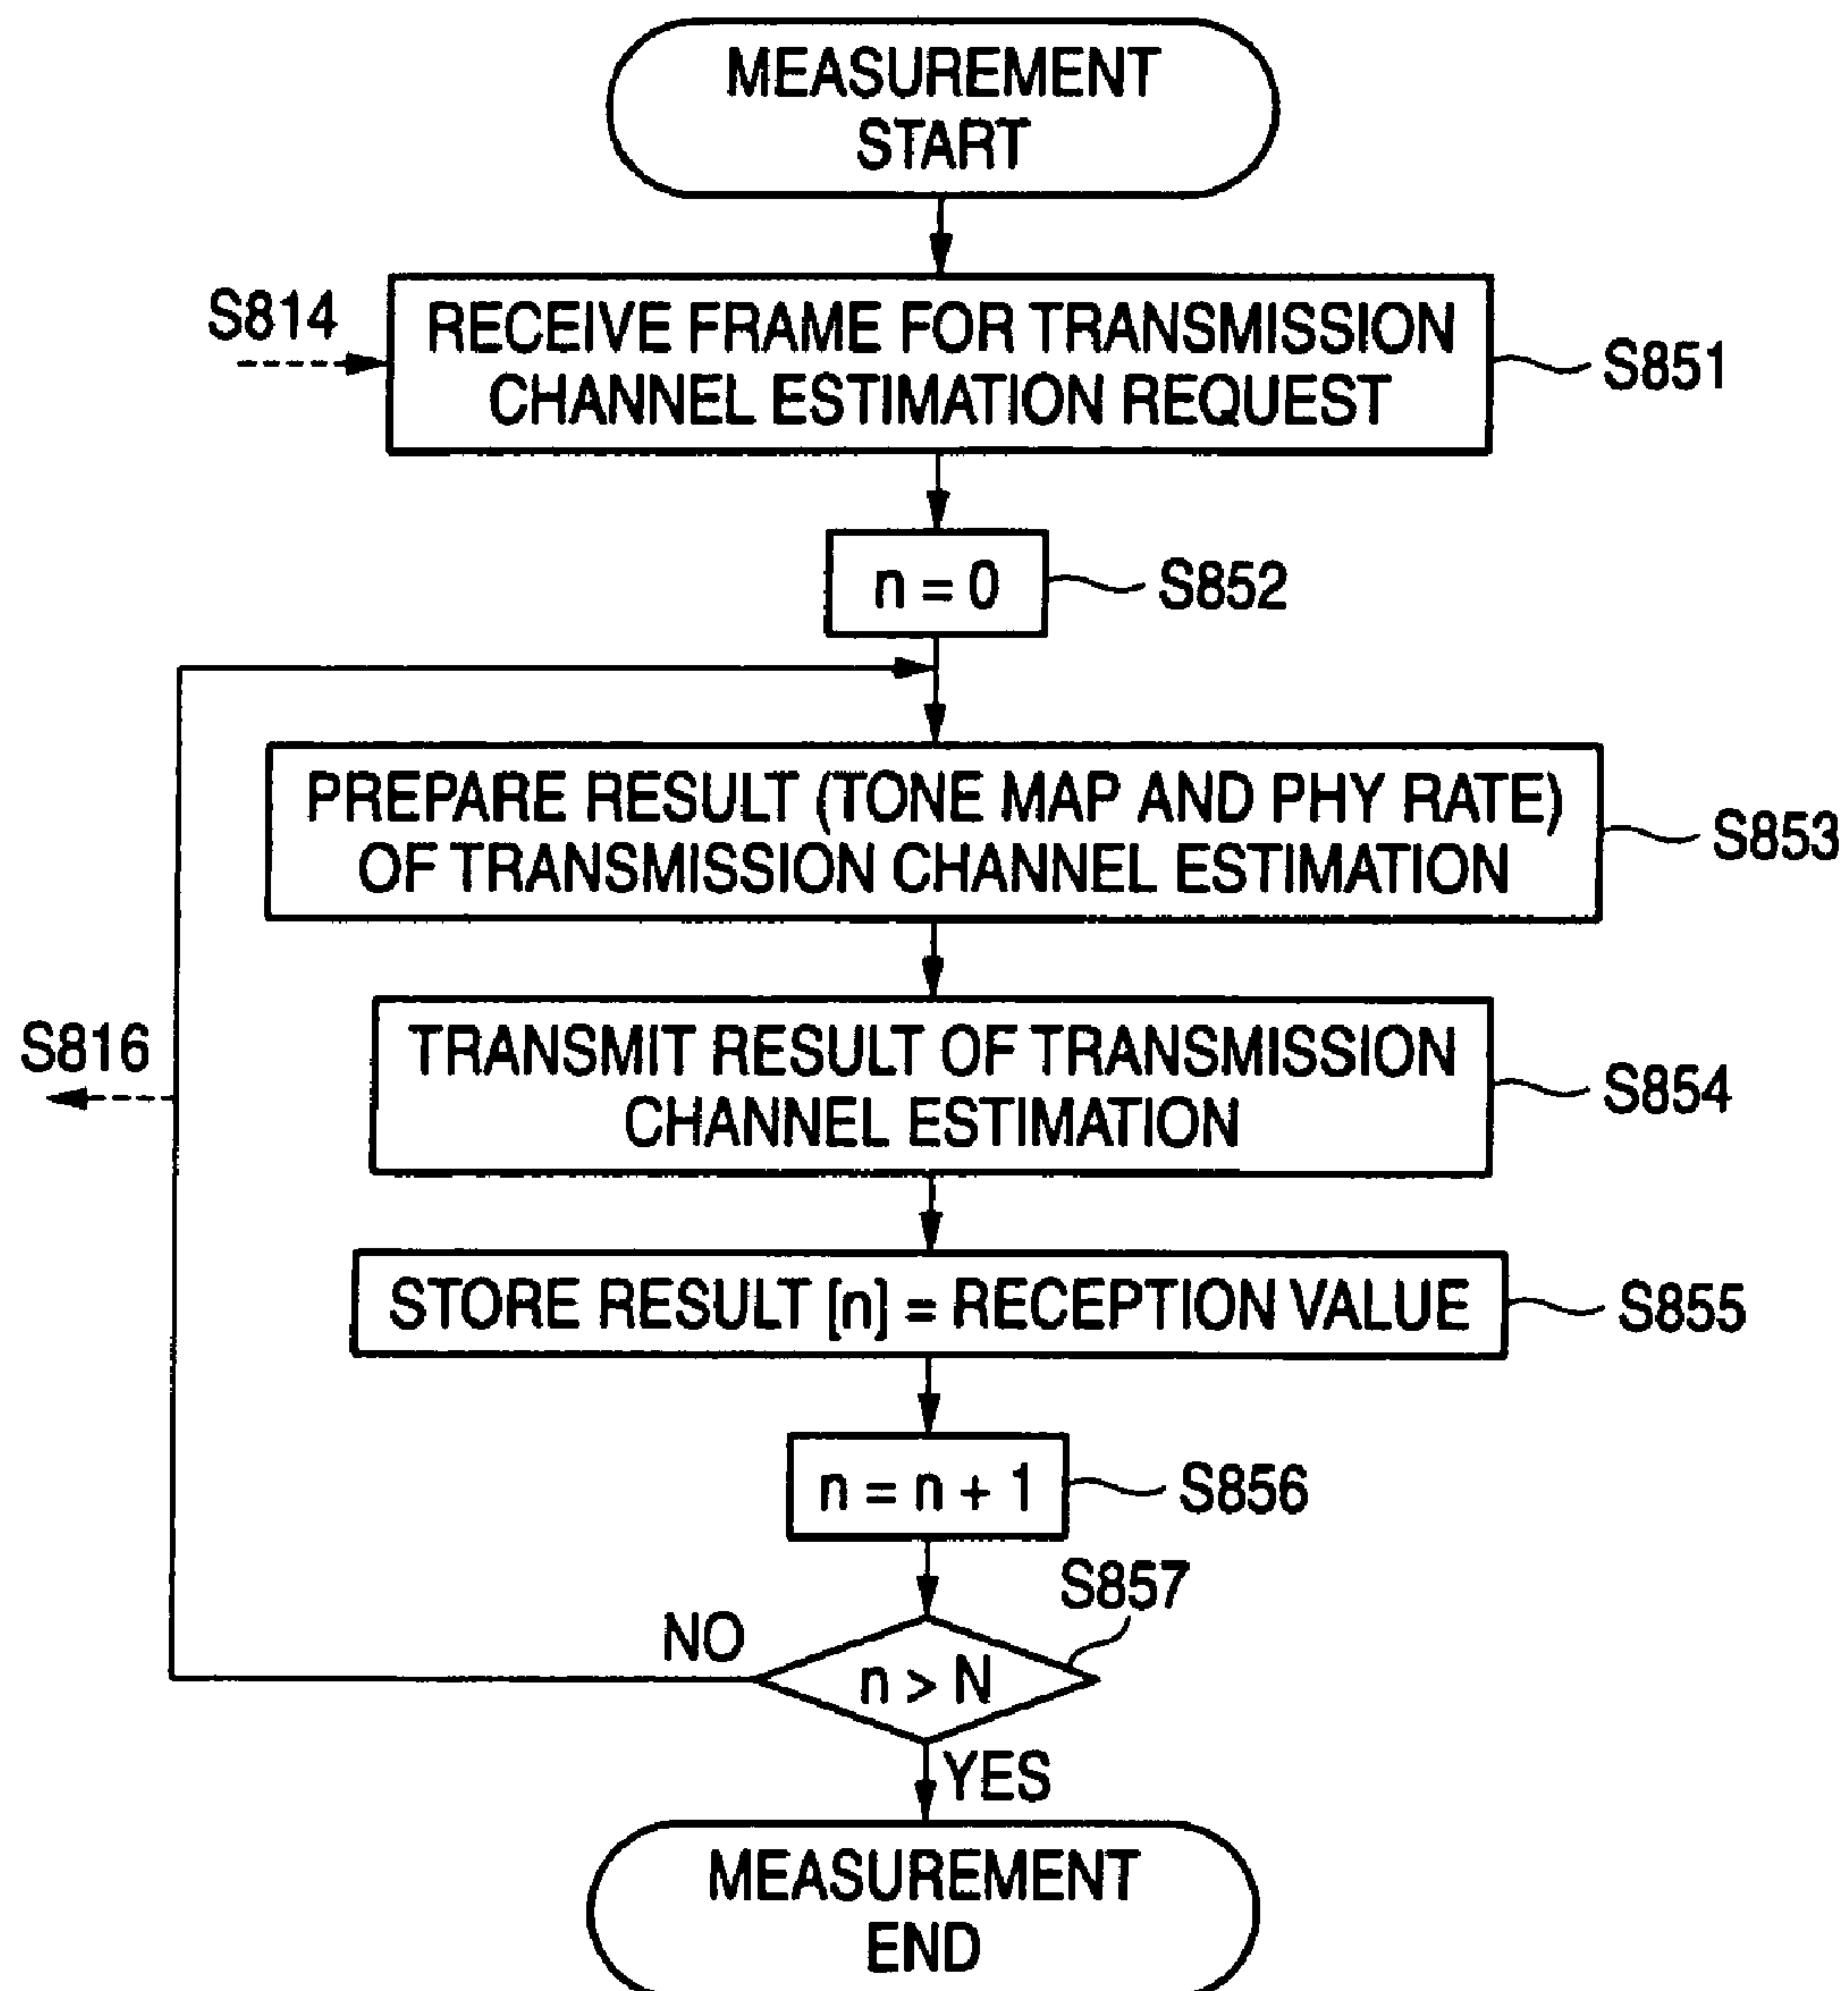 MEASUREMENT
START
S814
RECEIVE FRAME FOR TRANSMISSION
CHANNEL ESTIMATION REQUEST
S851
n = 0
S852
PREPARE RESULT (TONE MAP AND PHY RATE)
OF TRANSMISSION CHANNEL ESTIMATION
S853
S816
TRANSMIT RESULT OF TRANSMISSION
CHANNEL ESTIMATION
S854
STORE RESULT [n] = RECEPTION VALUE
S855
n = n + 1
S856
S857
NO
n > N
YES
MEASUREMENT
END